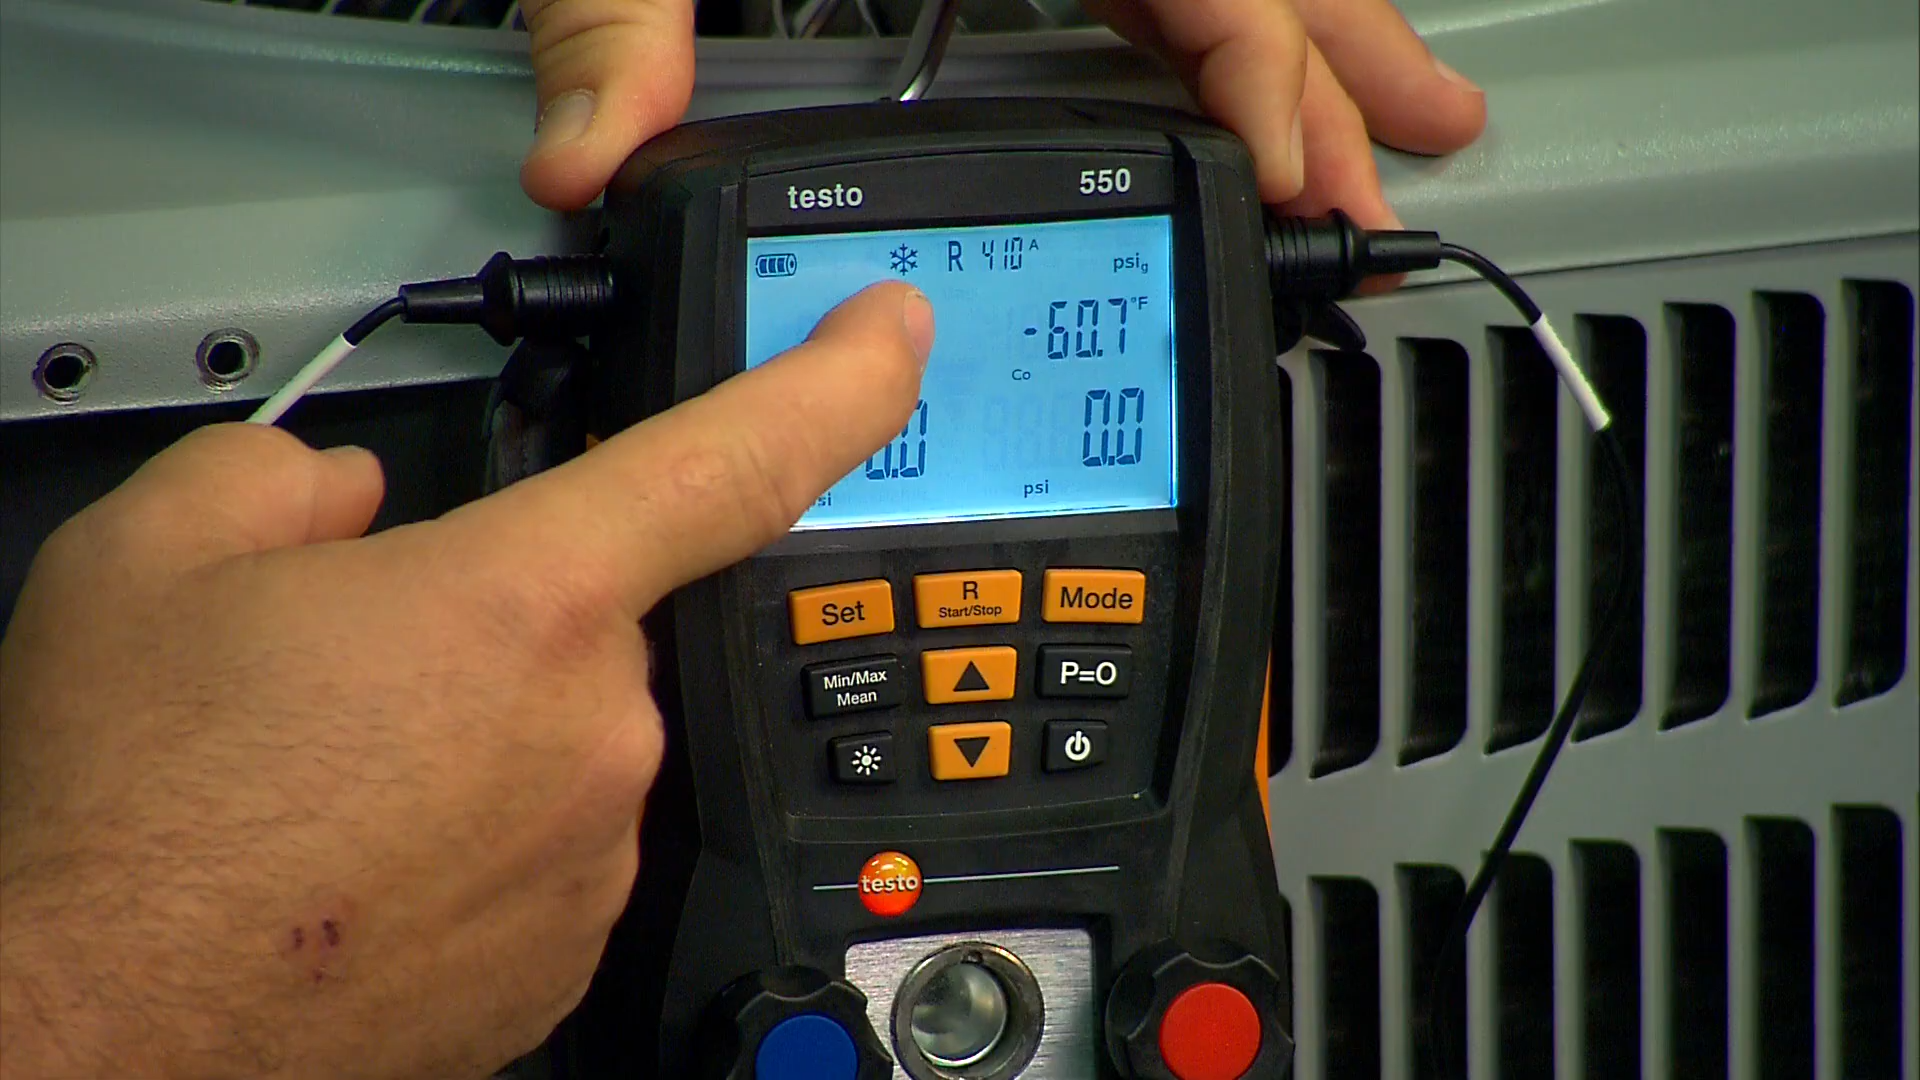 testo 550
R 410A psig
-60.7 °F
Co
0.0 0.0
psi psi
Set R Start/Stop Mode
Min/Max Mean P=O
testo